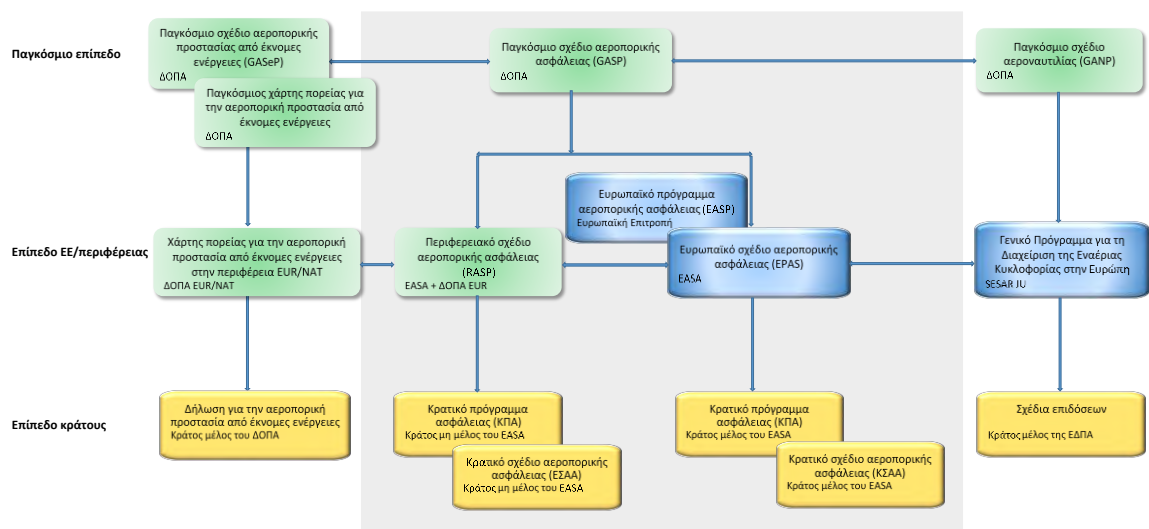 Παγκόσμιο επίπεδο
Παγκόσμιο σχέδιο αεροπορικής
προστασίας από έκνομες
ενέργειες (GASeP)
ΔΟΠΑ
Παγκόσμιος χάρτης πορείας για
την αεροπορική προστασία από
έκνομες ενέργειες
ΔΟΠΑ
Παγκόσμιο σχέδιο αεροπορικής
ασφάλειας (GASP)
ΔΟΠΑ
Παγκόσμιο σχέδιο
αεροναυτιλίας (GANP)
ΔΟΠΑ
Επίπεδο ΕΕ/περιφέρειας
Χάρτης πορείας για την αεροπορική
προστασία από έκνομες ενέργειες
στην περιφέρεια EUR/NAT
ΔΟΠΑ EUR/NAT
Περιφερειακό σχέδιο
αεροπορικής ασφάλειας
(RASP)
EASA + ΔΟΠΑ EUR
Ευρωπαϊκό πρόγραμμα
αεροπορικής ασφάλειας (EASP)
Ευρωπαϊκή Επιτροπή
Ευρωπαϊκό σχέδιο αεροπορικής
ασφάλειας (EPAS)
EASA
Γενικό Πρόγραμμα για τη
Διαχείριση της Εναέριας
Κυκλοφορίας στην Ευρώπη
SESAR JU
Επίπεδο κράτους
Δήλωση για την αεροπορική
προστασία από έκνομες ενέργειες
Κράτος μέλος του ΔΟΠΑ
Κρατικό πρόγραμμα
ασφάλειας (ΚΠΑ)
Κράτος μη μέλος του EASA
Κρατικό σχέδιο αεροπορικής
ασφάλειας (ΕΣΑΑ)
Κράτος μη μέλος του EASA
Κρατικό πρόγραμμα
ασφάλειας (ΚΠΑ)
Κράτος μέλος του EASA
Κρατικό σχέδιο αεροπορικής
ασφάλειας (ΚΣΑΑ)
Κράτος μέλος του EASA
Σχέδια επιδόσεων
Κράτος μέλος της ΕΔΠΑ